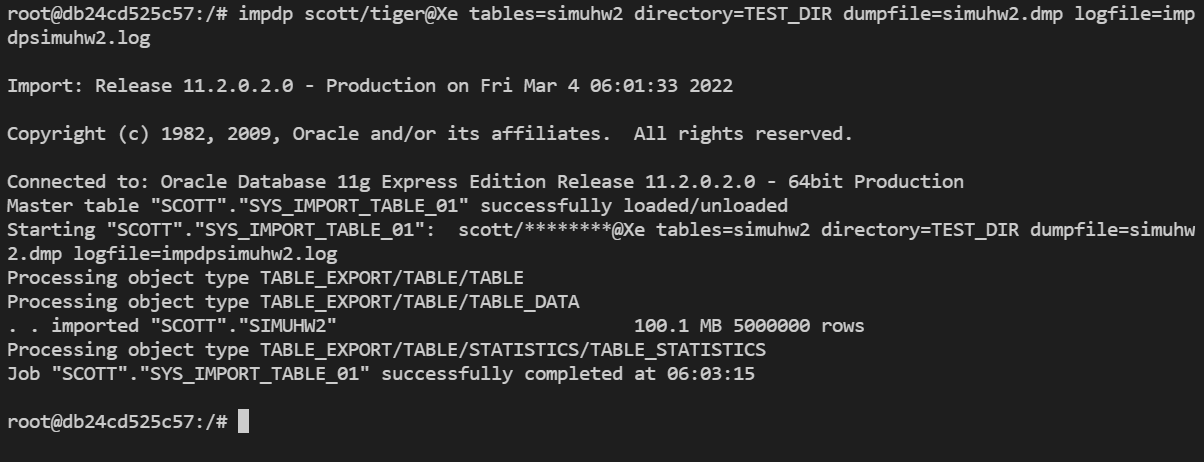 root@db24cd525c57:/# impdp scott/tiger@Xe tables=simuhw2 directory=TEST_DIR dumpfile=simuhw2.dmp logfile=imp
dpsimuhw2.log
Import: Release 11.2.0.2.0 - Production on Fri Mar 4 06:01:33 2022
Copyright (c) 1982, 2009, Oracle and/or its affiliates.  All rights reserved.
Connected to: Oracle Database 11g Express Edition Release 11.2.0.2.0 - 64bit Production
Master table "SCOTT"."SYS_IMPORT_TABLE_01" successfully loaded/unloaded
Starting "SCOTT"."SYS_IMPORT_TABLE_01":  scott/********@Xe tables=simuhw2 directory=TEST_DIR dumpfile=simuhw
2.dmp logfile=impdpsimuhw2.log
Processing object type TABLE_EXPORT/TABLE/TABLE
Processing object type TABLE_EXPORT/TABLE/TABLE_DATA
. . imported "SCOTT"."SIMUHW2"                           100.1 MB 5000000 rows
Processing object type TABLE_EXPORT/TABLE/STATISTICS/TABLE_STATISTICS
Job "SCOTT"."SYS_IMPORT_TABLE_01" successfully completed at 06:03:15
root@db24cd525c57:/#